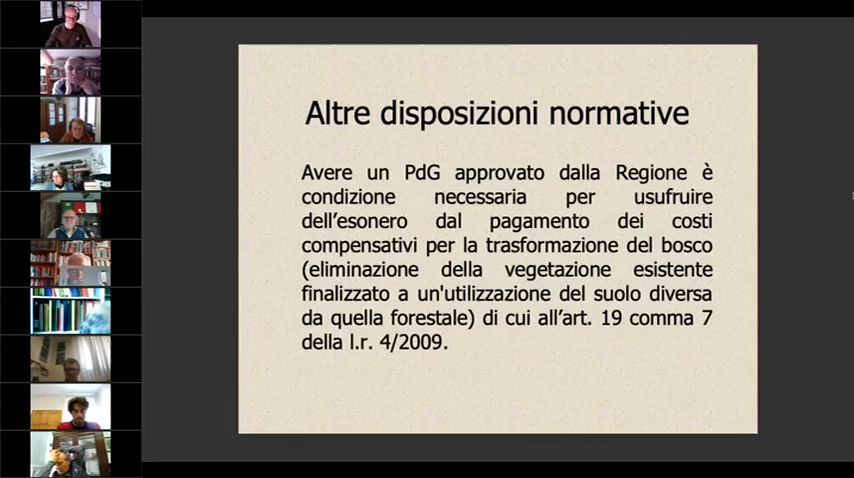 Altre disposizioni normative
Avere un PdG approvato dalla Regione è
condizione necessaria per usufruire
dell'esonero dal pagamento dei costi
compensativi per la trasformazione del bosco
(eliminazione della vegetazione esistente
finalizzato a un'utilizzazione del suolo diversa
da quella forestale) di cui all'art. 19 comma 7
della l.r. 4/2009.